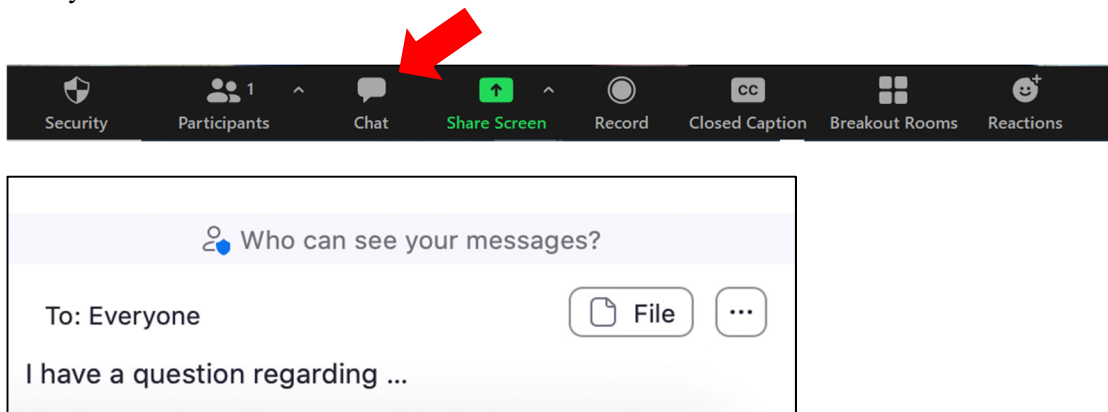 1
CC
Security Participants Chat Share Screen Record Closed Caption Breakout Rooms Reactions
Who can see your messages?
To: Everyone File ...
I have a question regarding ...